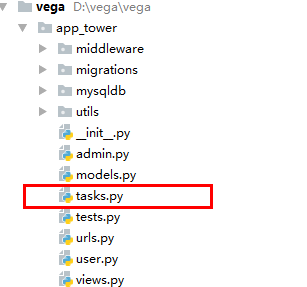 vega D:\vega\vega
app_tower
middleware
migrations
mysqldb
utils
__init__.py
admin.py
models.py
tasks.py
tests.py
urls.py
user.py
views.py